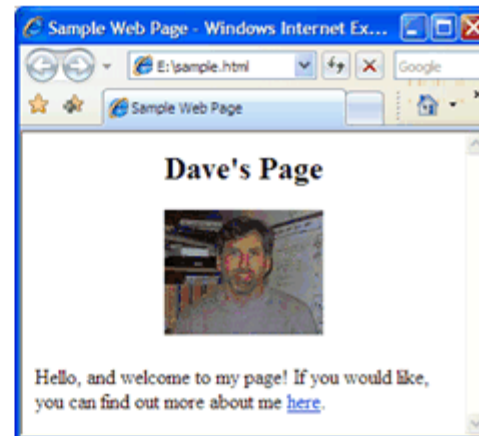 Sample Web Page - Windows Internet Ex...
E:\sample.html
Google
Sample Web Page
Dave's Page
Hello, and welcome to my page! If you would like,
you can find out more about me here.